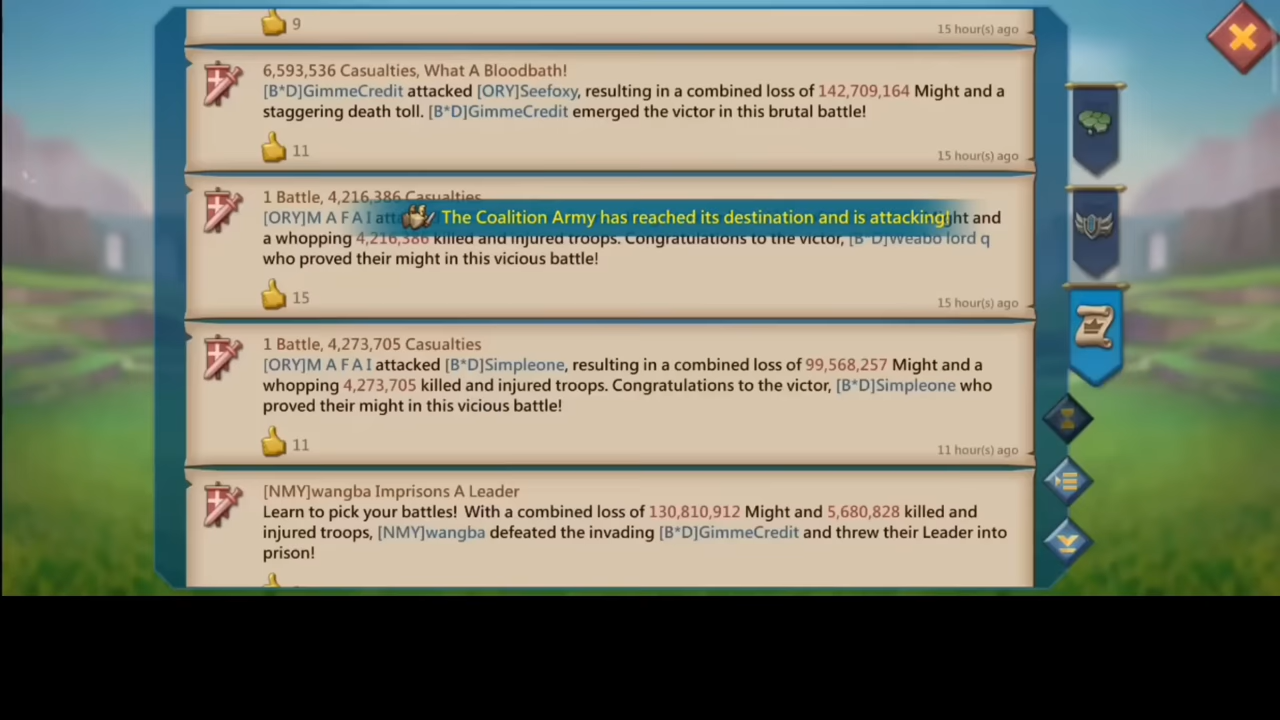 9
15 hour(s) ago
6,593,536 Casualties, What A Bloodbath!
[B*D]GimmeCredit attacked [ORY]Seefoxy, resulting in a combined loss of 142,709,164 Might and a
staggering death toll. [B*D]GimmeCredit emerged the victor in this brutal battle!
11
15 hour(s) ago
1 Battle, 4,216,386 Casualties
[ORY]M A F A I
The Coalition Army has reached its destination and is attacking!
and
a whopping 4,216,386 killed and injured troops. Congratulations to the victor, [B*D]Weabo lord q
who proved their might in this vicious battle!
15
15 hour(s) ago
1 Battle, 4,273,705 Casualties
[ORY]M A F A I attacked [B*D]Simpleone, resulting in a combined loss of 99,568,257 Might and a
whopping 4,273,705 killed and injured troops. Congratulations to the victor, [B*D]Simpleone who
proved their might in this vicious battle!
11
11 hour(s) ago
[NMY]wangba Imprisons A Leader
Learn to pick your battles! With a combined loss of 130,810,912 Might and 5,680,828 killed and
injured troops, [NMY]wangba defeated the invading [B*D]GimmeCredit and threw their Leader into
prison!